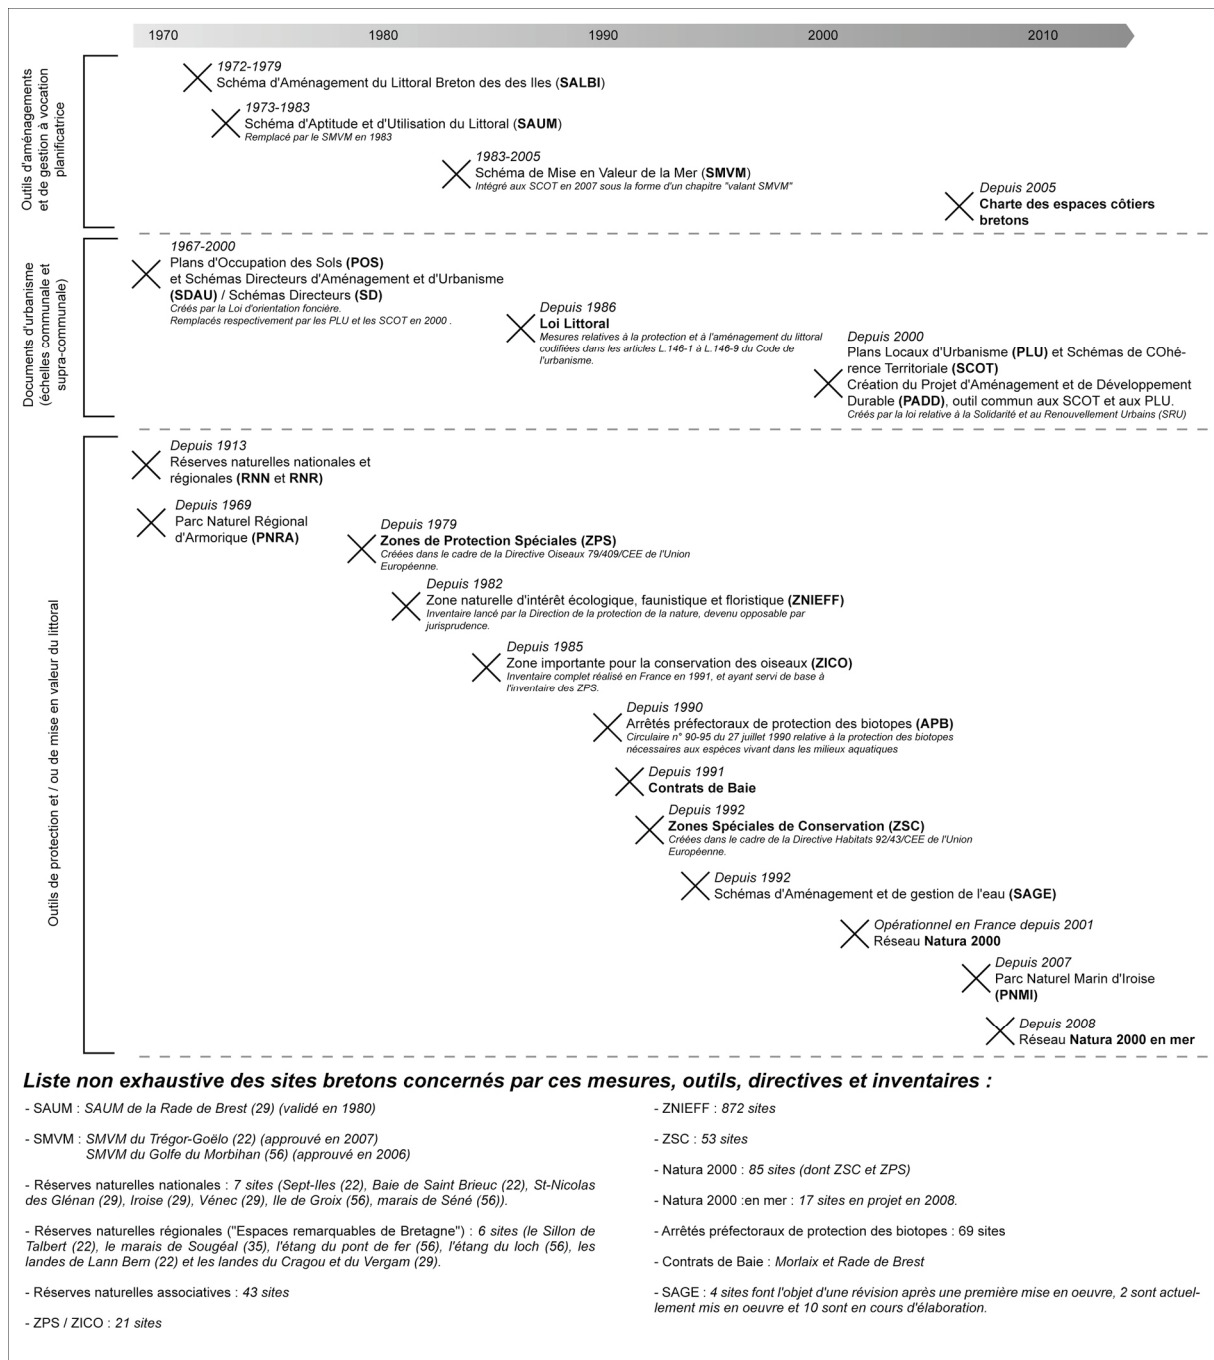 1970 1980 1990 2000 2010
Outils d'aménagements
et de gestion à vocation
planificatrice
1972-1979
Schéma d'Aménagement du Littoral Breton des des Iles (SALBI)
1973-1983
Schéma d'Aptitude et d'Utilisation du Littoral (SAUM)
Remplacé par le SMVM en 1983
1983-2005
Schéma de Mise en Valeur de la Mer (SMVM)
Intégré aux SCOT en 2007 sous la forme d'un chapitre "valant SMVM"
Depuis 2005
Charte des espaces côtiers
bretons
Documents d'urbanisme
(échelles communale et
supra-communale)
1967-2000
Plans d'Occupation des Sols (POS)
et Schémas Directeurs d'Aménagement et d'Urbanisme
(SDAU) / Schémas Directeurs (SD)
Créés par la Loi d'orientation foncière.
Remplacés respectivement par les PLU et les SCOT en 2000 .
Depuis 1986
Loi Littoral
Mesures relatives à la protection et à l'aménagement du littoral
codifiées dans les articles L.146-1 à L.146-9 du Code de
l'urbanisme.
Depuis 2000
Plans Locaux d'Urbanisme (PLU) et Schémas de COhé-
rence Territoriale (SCOT)
Création du Projet d'Aménagement et de Développement
Durable (PADD), outil commun aux SCOT et aux PLU.
Créés par la loi relative à la Solidarité et au Renouvellement Urbains (SRU)
Outils de protection et / ou de mise en valeur du littoral
Depuis 1913
Réserves naturelles nationales et
régionales (RNN et RNR)
Depuis 1969
Parc Naturel Régional
d'Armorique (PNRA)
Depuis 1979
Zones de Protection Spéciales (ZPS)
Créées dans le cadre de la Directive Oiseaux 79/409/CEE de l'Union
Européenne.
Depuis 1982
Zone naturelle d'intérêt écologique, faunistique et floristique (ZNIEFF)
Inventaire lancé par la Direction de la protection de la nature, devenu opposable par
jurisprudence.
Depuis 1985
Zone importante pour la conservation des oiseaux (ZICO)
Inventaire complet réalisé en France en 1991, et ayant servi de base à
l'inventaire des ZPS.
Depuis 1990
Arrêtés préfectoraux de protection des biotopes (APB)
Circulaire n° 90-95 du 27 juillet 1990 relative à la protection des biotopes
nécessaires aux espèces vivant dans les milieux aquatiques
Depuis 1991
Contrats de Baie
Depuis 1992
Zones Spéciales de Conservation (ZSC)
Créées dans le cadre de la Directive Habitats 92/43/CEE de l'Union
Européenne.
Depuis 1992
Schémas d'Aménagement et de gestion de l'eau (SAGE)
Opérationnel en France depuis 2001
Réseau Natura 2000
Depuis 2007
Parc Naturel Marin d'Iroise
(PNMI)
Depuis 2008
Réseau Natura 2000 en mer
Liste non exhaustive des sites bretons concernés par ces mesures, outils, directives et inventaires :
- SAUM : SAUM de la Rade de Brest (29) (validé en 1980)
- SMVM : SMVM du Trégor-Goëlo (22) (approuvé en 2007)
SMVM du Golfe du Morbihan (56) (approuvé en 2006)
- Réserves naturelles nationales : 7 sites (Sept-Iles (22), Baie de Saint Brieuc (22), St-Nicolas
des Glénan (29), Iroise (29), Vénec (29), Ile de Groix (56), marais de Séné (56)).
- Réserves naturelles régionales ("Espaces remarquables de Bretagne") : 6 sites (le Sillon de
Talbert (22), le marais de Sougéal (35), l'étang du pont de fer (56), l'étang du loch (56), les
landes de Lann Bern (22) et les landes du Cragou et du Vergam (29).
- Réserves naturelles associatives : 43 sites
- ZPS / ZICO : 21 sites
- ZNIEFF : 872 sites
- ZSC : 53 sites
- Natura 2000 : 85 sites (dont ZSC et ZPS)
- Natura 2000 :en mer : 17 sites en projet en 2008.
- Arrêtés préfectoraux de protection des biotopes : 69 sites
- Contrats de Baie : Morlaix et Rade de Brest
- SAGE : 4 sites font l'objet d'une révision après une première mise en oeuvre, 2 sont actuel-
lement mis en oeuvre et 10 sont en cours d'élaboration.